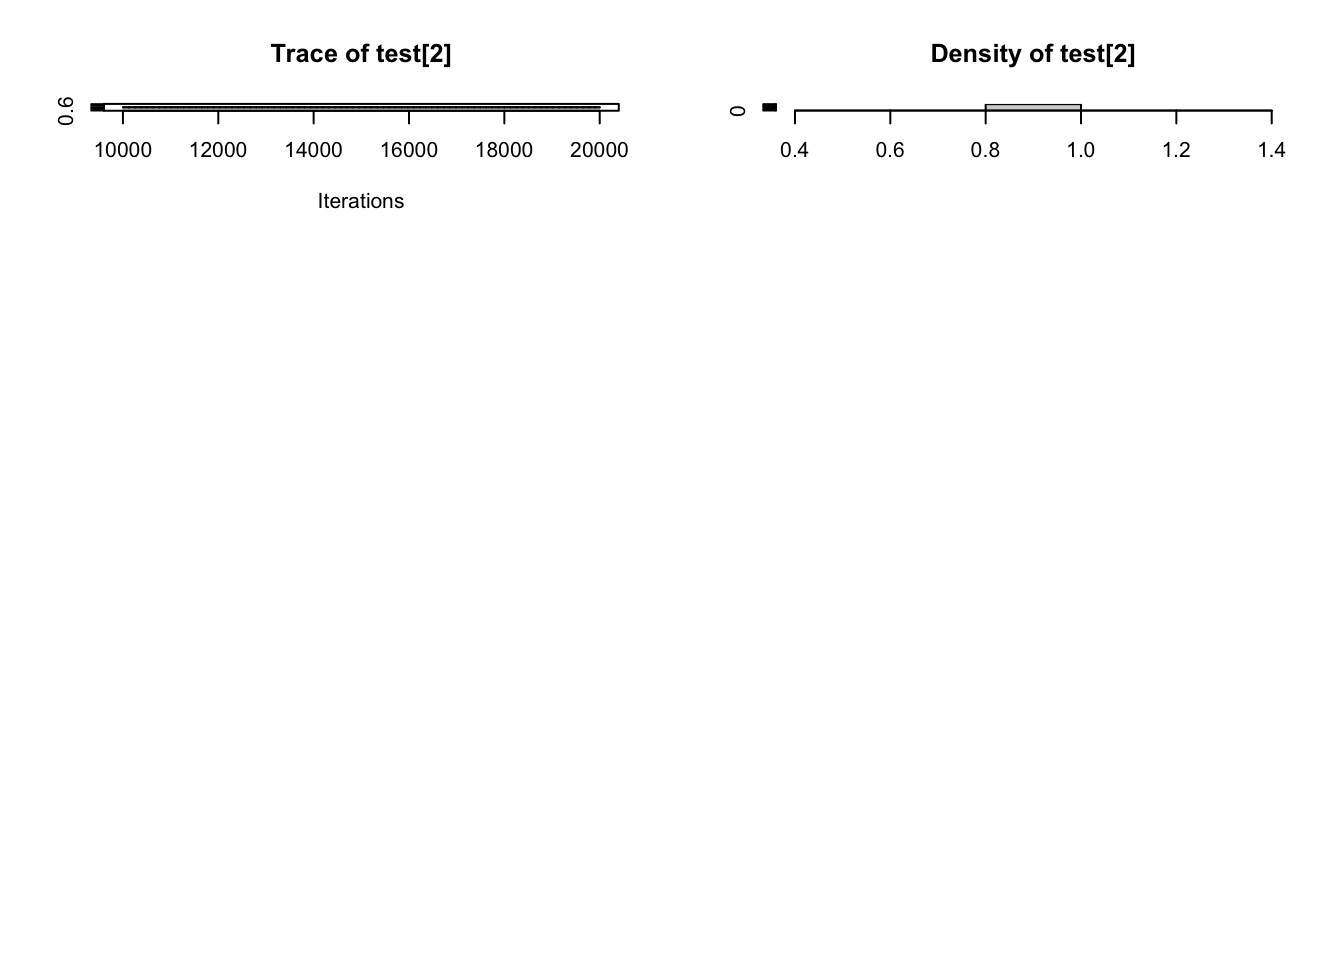 Trace of test[2]
0.6
10000 12000 14000 16000 18000 20000
Iterations
Density of test[2]
0
0.4 0.6 0.8 1.0 1.2 1.4